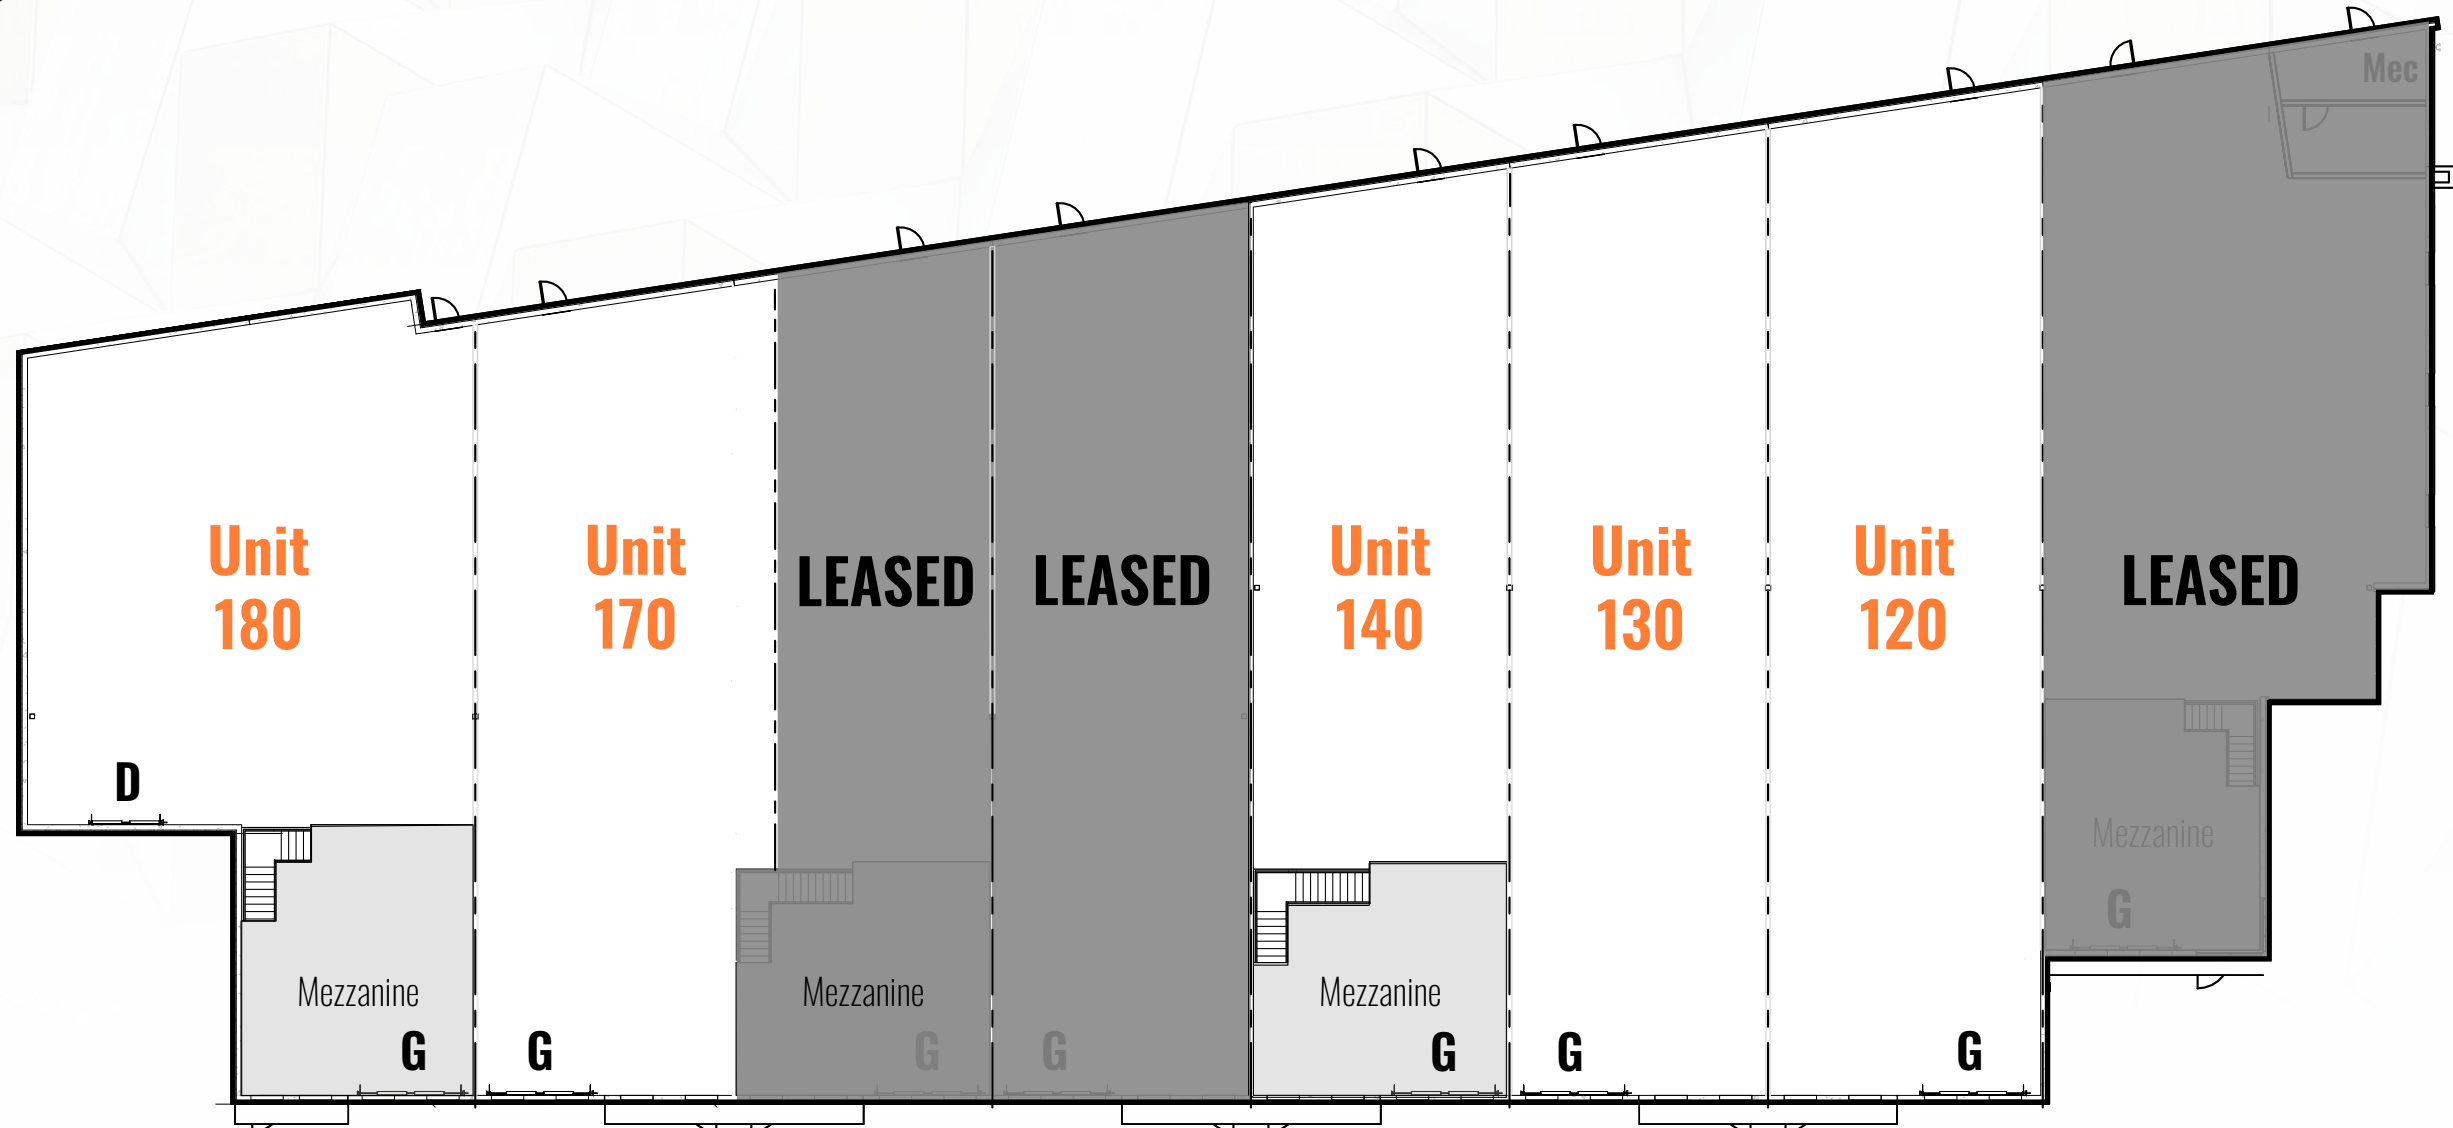 Mec
Unit
180
Unit
170
LEASED
LEASED
Unit
140
Unit
130
Unit
120
LEASED
D
Mezzanine
G
G
Mezzanine
G
G
Mezzanine
G
G
G
Mezzanine
G